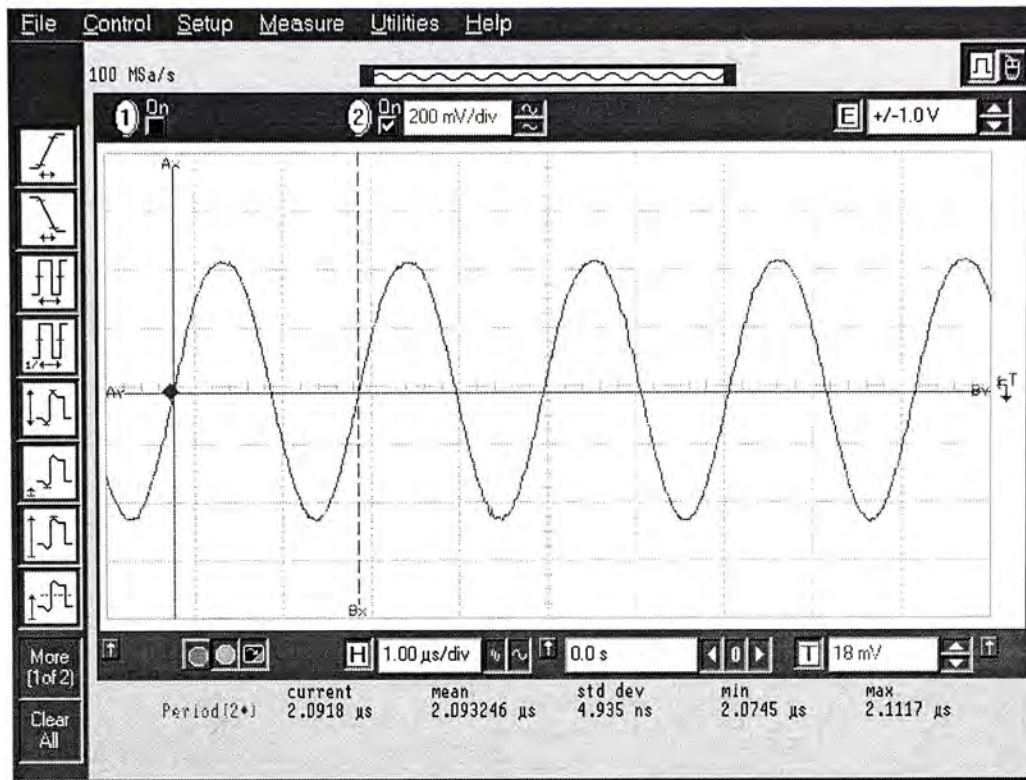 File Control Setup Measure Utilities Help
100 MSa/s
1 On 2 On 200 mV/div E +/-1.0 V
Ax
Ay By T
Bx
H 1.00 µs/div 0.0 s 0 T 18 mV
More
(1of 2)
Clear
All
current mean std dev min max
Period(2♦) 2.0918 µs 2.093246 µs 4.935 ns 2.0745 µs 2.1117 µs